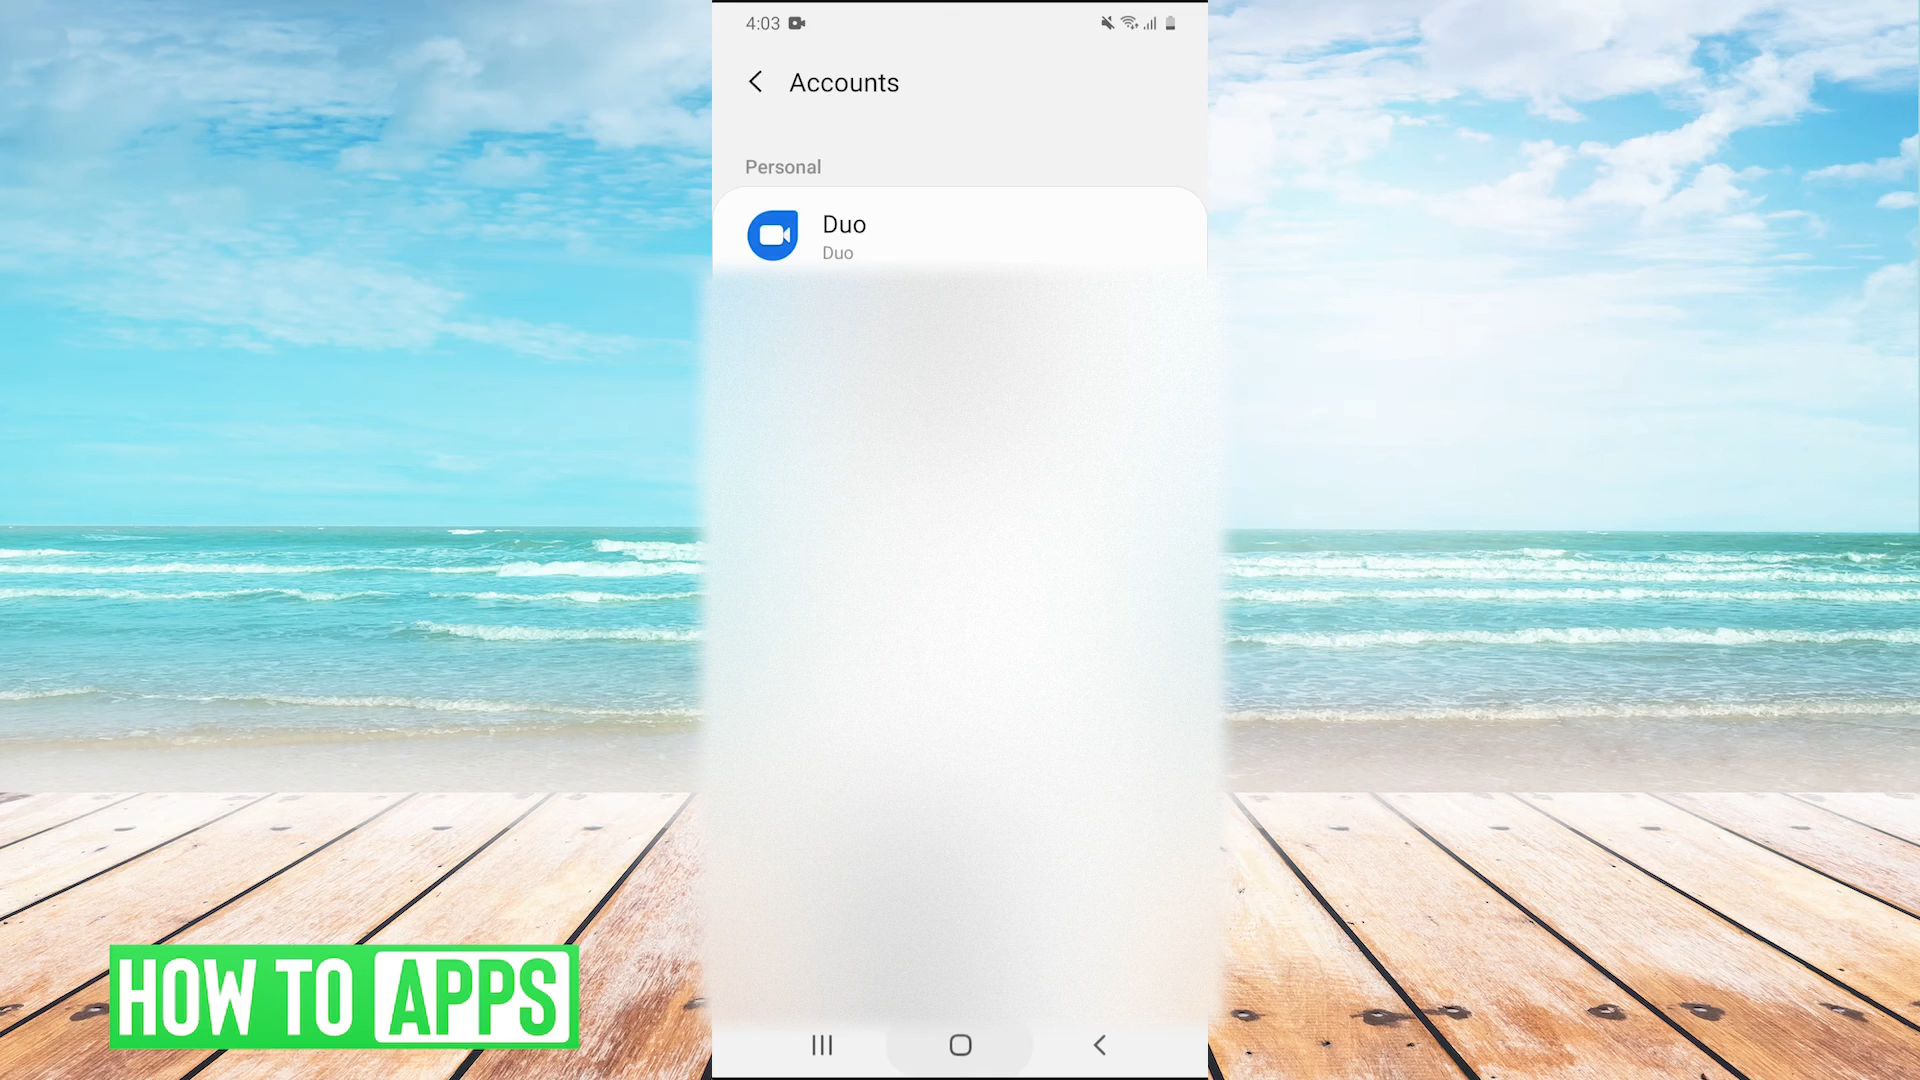 4:03
Accounts
Personal
Duo
Duo
HOW TO APPS